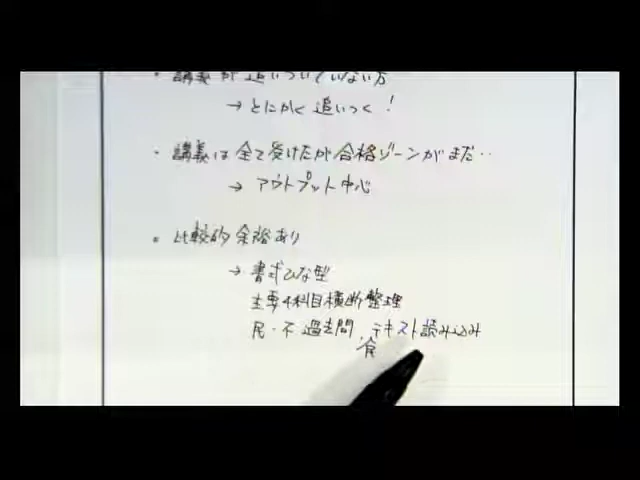 ・講義が追いついていない方
→ とにかく追いつく！
・講義は全て受けたが合格ゾーンがまだ‥
→ アウトプット中心
・比較的余裕あり
→ 書式ひな型
主要4科目横断整理
民・不 過去問、テキスト読み込み
会